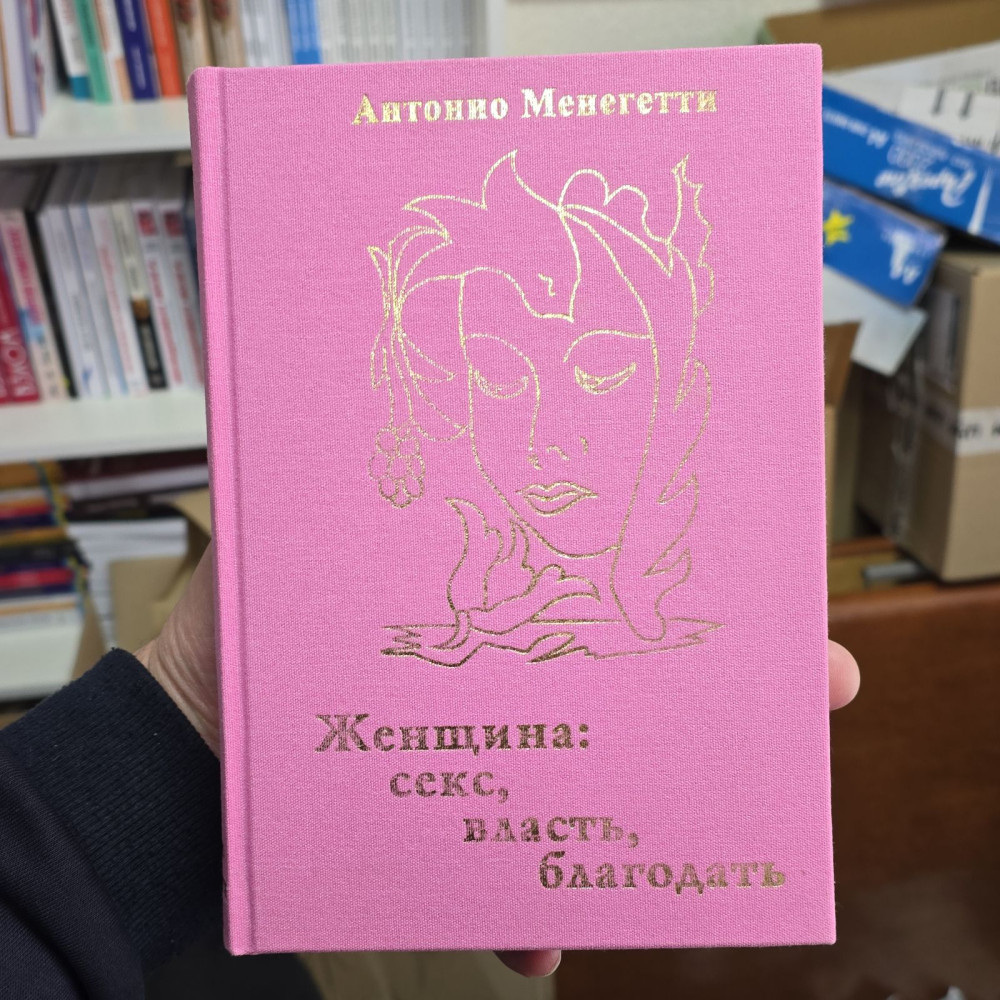 Антонио Менегетти
Женщина:
секс,
власть,
благодать